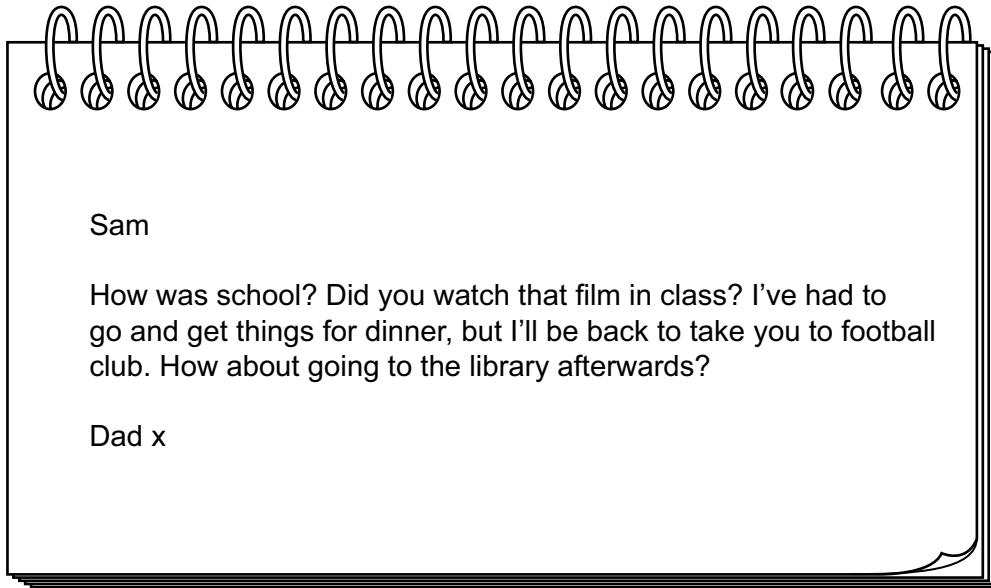 Sam
How was school? Did you watch that film in class? I’ve had to
go and get things for dinner, but I’ll be back to take you to football
club. How about going to the library afterwards?
Dad x